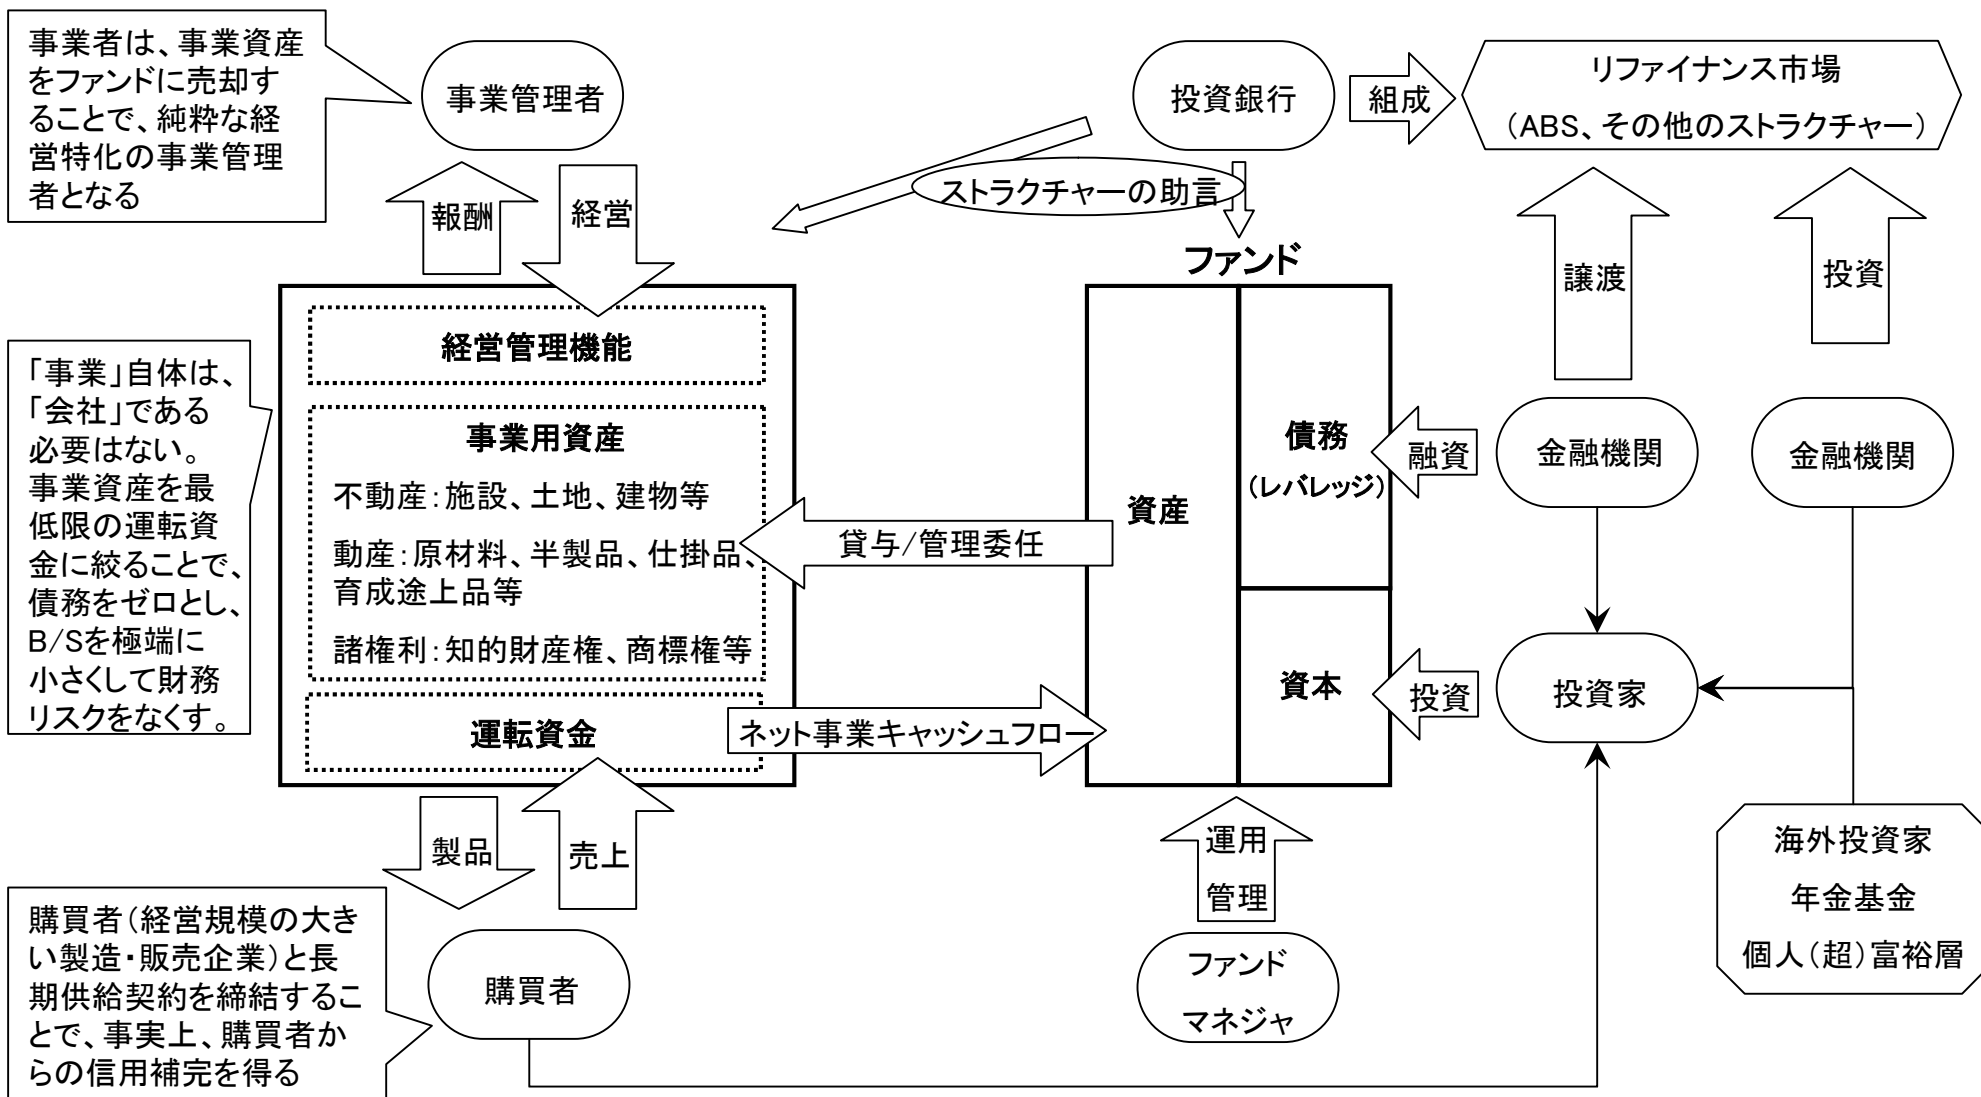 事業者は、事業資産
をファンドに売却す
ることで、純粋な経
営特化の事業管理
者となる
事業管理者
投資銀行
組成
リファイナンス市場
（ABS、その他のストラクチャー）
報酬
経営
ストラクチャーの助言
譲渡
投資
ファンド
「事業」自体は、
「会社」である
必要はない。
事業資産を最
低限の運転資
金に絞ることで、
債務をゼロとし、
B/Sを極端に
小さくして財務
リスクをなくす。
経営管理機能
事業用資産
不動産：施設、土地、建物等
動産：原材料、半製品、仕掛品、
育成途上品等
諸権利：知的財産権、商標権等
運転資金
貸与/管理委任
ネット事業キャッシュフロー
資産
債務
（レバレッジ）
資本
融資
投資
金融機関
金融機関
投資家
製品
売上
運用
管理
海外投資家
年金基金
個人（超）富裕層
購買者（経営規模の大き
い製造・販売企業）と長
期供給契約を締結するこ
とで、事実上、購買者か
らの信用補完を得る
購買者
ファンド
マネジャ